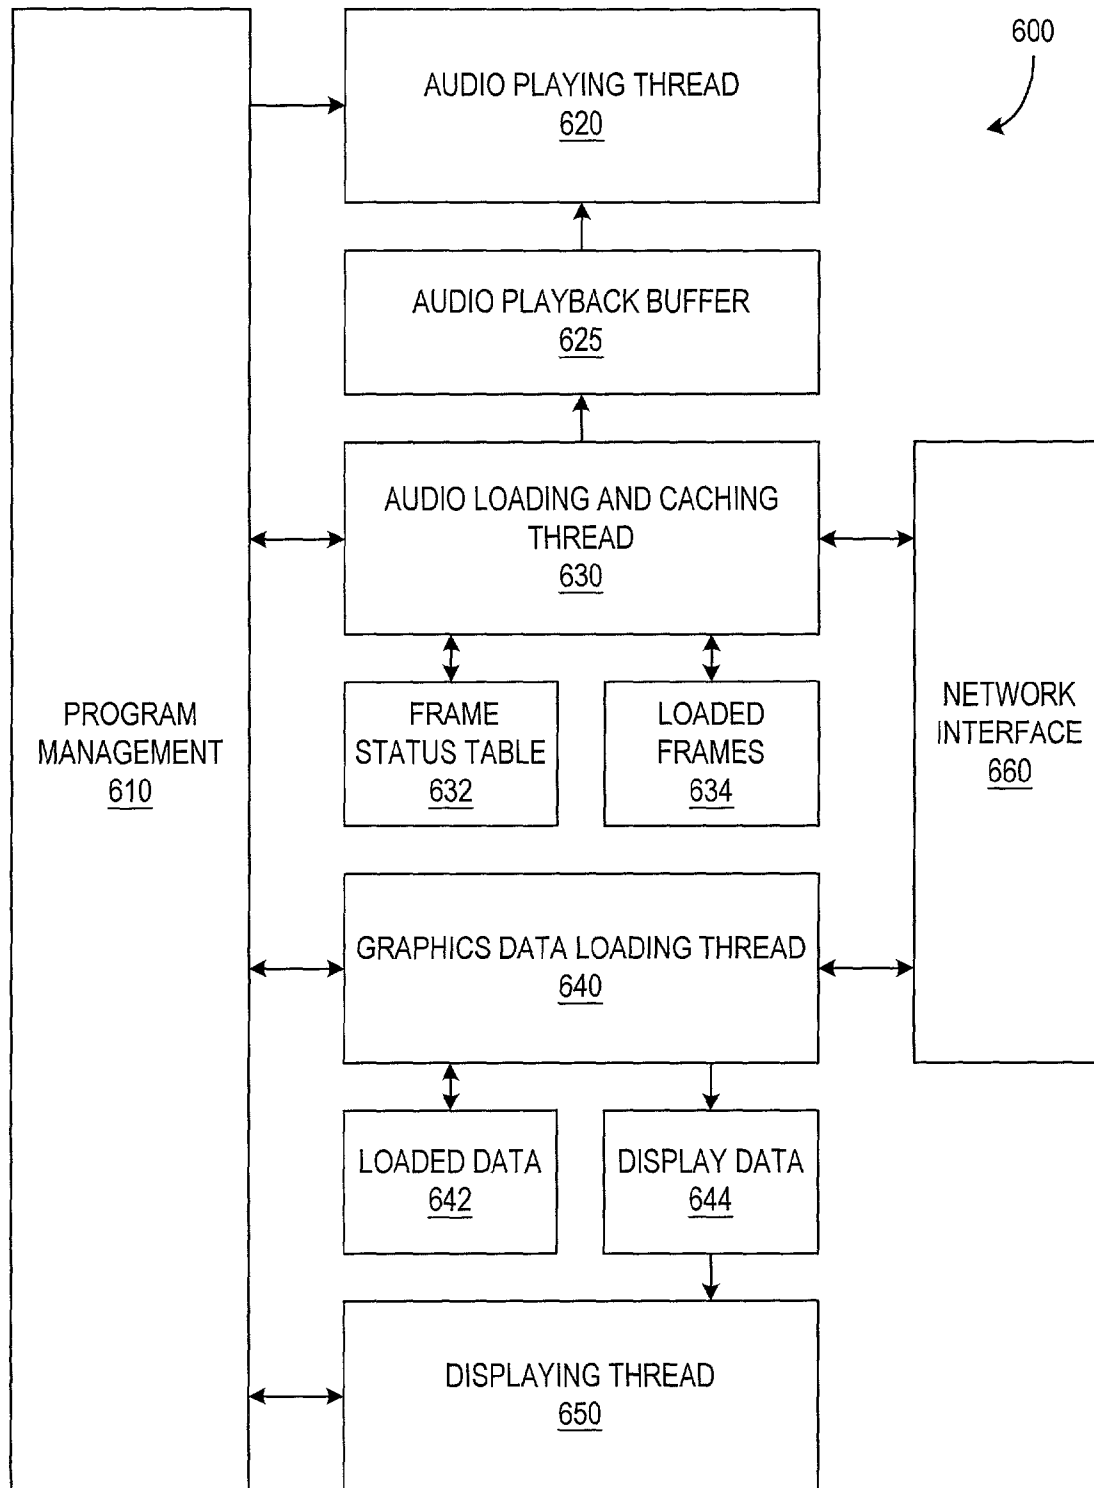 600
AUDIO PLAYING THREAD
620
AUDIO PLAYBACK BUFFER
625
AUDIO LOADING AND CACHING
THREAD
630
FRAME
STATUS TABLE
632
LOADED
FRAMES
634
PROGRAM
MANAGEMENT
610
NETWORK
INTERFACE
660
GRAPHICS DATA LOADING THREAD
640
LOADED DATA
642
DISPLAY DATA
644
DISPLAYING THREAD
650